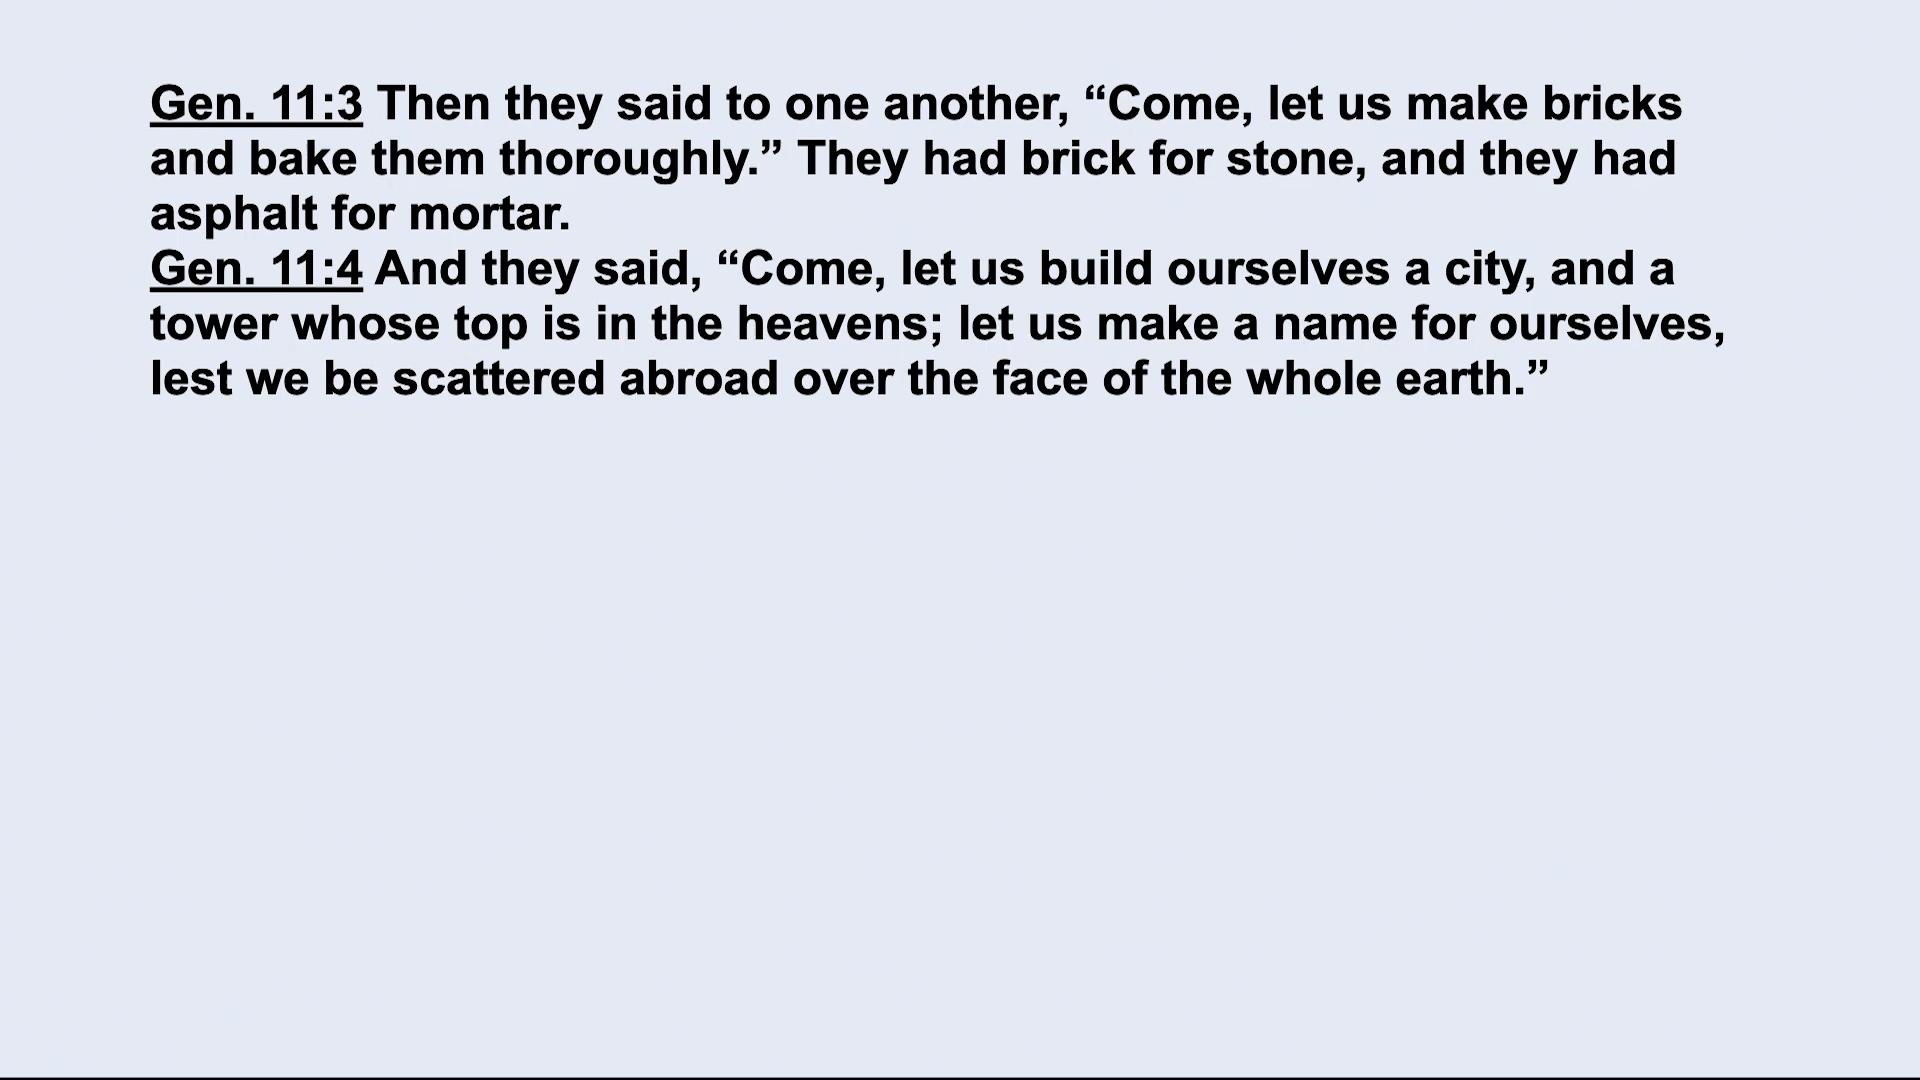 Gen. 11:3 Then they said to one another, “Come, let us make bricks
and bake them thoroughly.” They had brick for stone, and they had
asphalt for mortar.
Gen. 11:4 And they said, “Come, let us build ourselves a city, and a
tower whose top is in the heavens; let us make a name for ourselves,
lest we be scattered abroad over the face of the whole earth.”